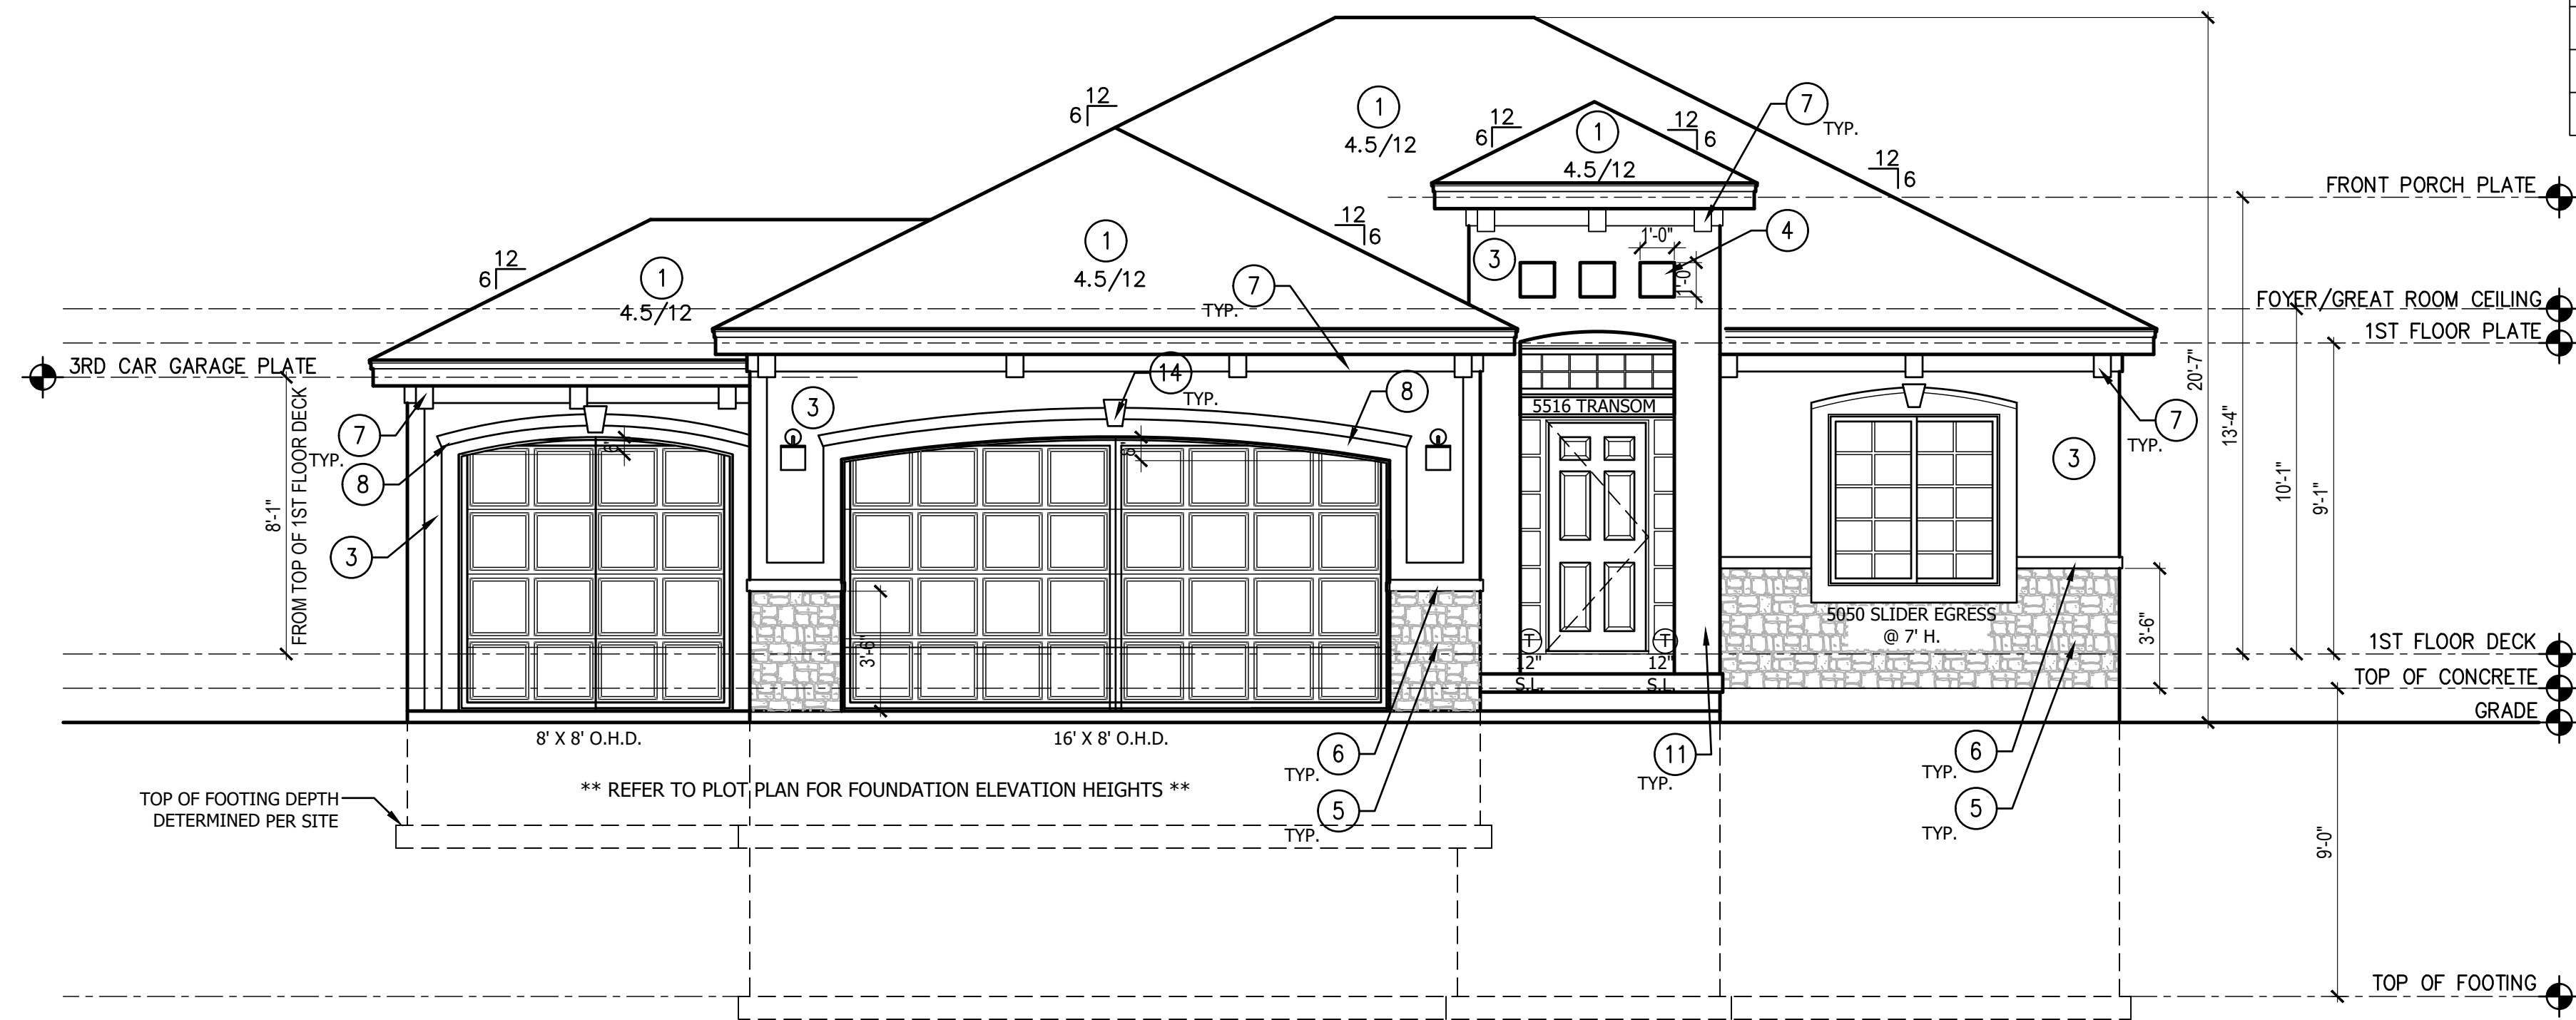 12
6
1
4.5/12
12
6
1
4.5/12
12
6
7
TYP.
12
6
FRONT PORCH PLATE
12
6
1
4.5/12
12
6
1
4.5/12
3
1'-0"
1'-0"
4
7
TYP.
FOYER/GREAT ROOM CEILING
1ST FLOOR PLATE
3RD CAR GARAGE PLATE
20'-7"
13'-4"
10'-1"
9'-1"
8'-1"
FROM TOP OF 1ST FLOOR DECK
7
TYP.
8
3
3
14
TYP.
8
5516 TRANSOM
7
TYP.
3
3'-6"
T
T
12"
S.L.
12"
S.L.
5050 SLIDER EGRESS
@ 7' H.
3'-6"
1ST FLOOR DECK
TOP OF CONCRETE
GRADE
8' X 8' O.H.D.
16' X 8' O.H.D.
6
TYP.
11
TYP.
6
TYP.
** REFER TO PLOT PLAN FOR FOUNDATION ELEVATION HEIGHTS **
TOP OF FOOTING DEPTH
DETERMINED PER SITE
5
TYP.
5
TYP.
9'-0"
TOP OF FOOTING